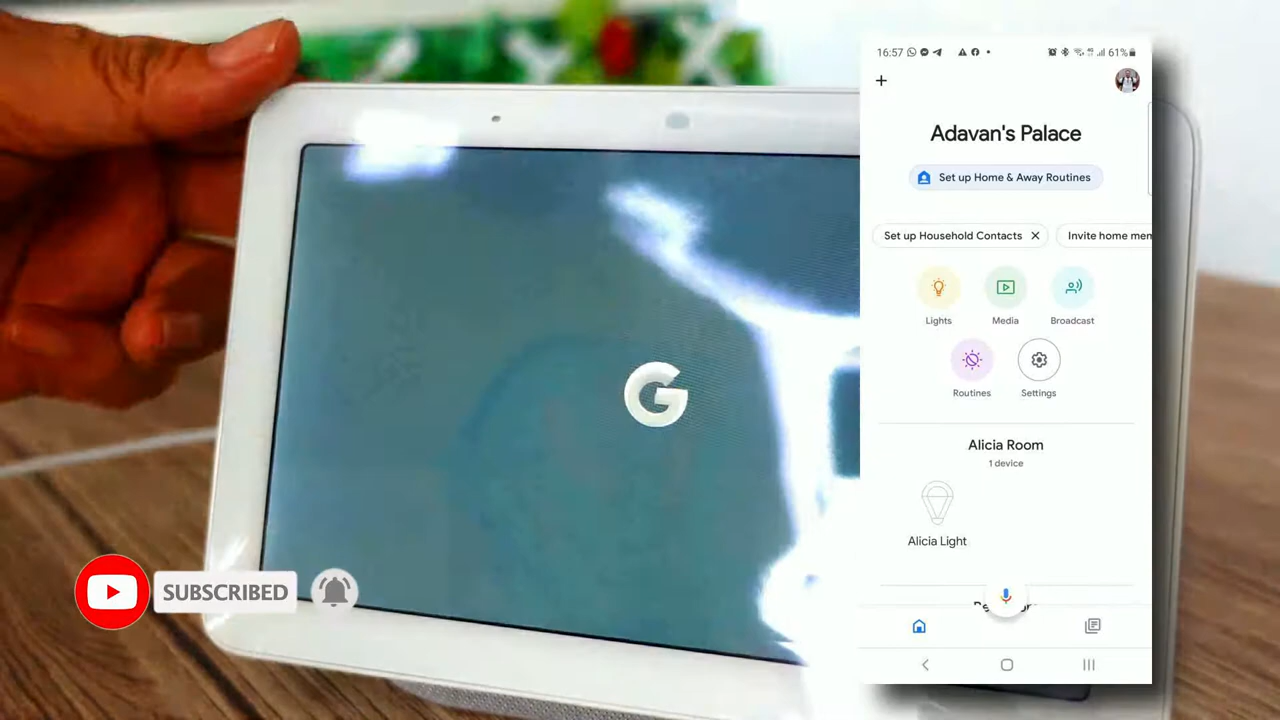 16:57
61%
Adavan's Palace
Set up Home & Away Routines
Set up Household Contacts
Invite home mem
Lights
Media
Broadcast
Routines
Settings
Alicia Room
1 device
Alicia Light
G
SUBSCRIBED